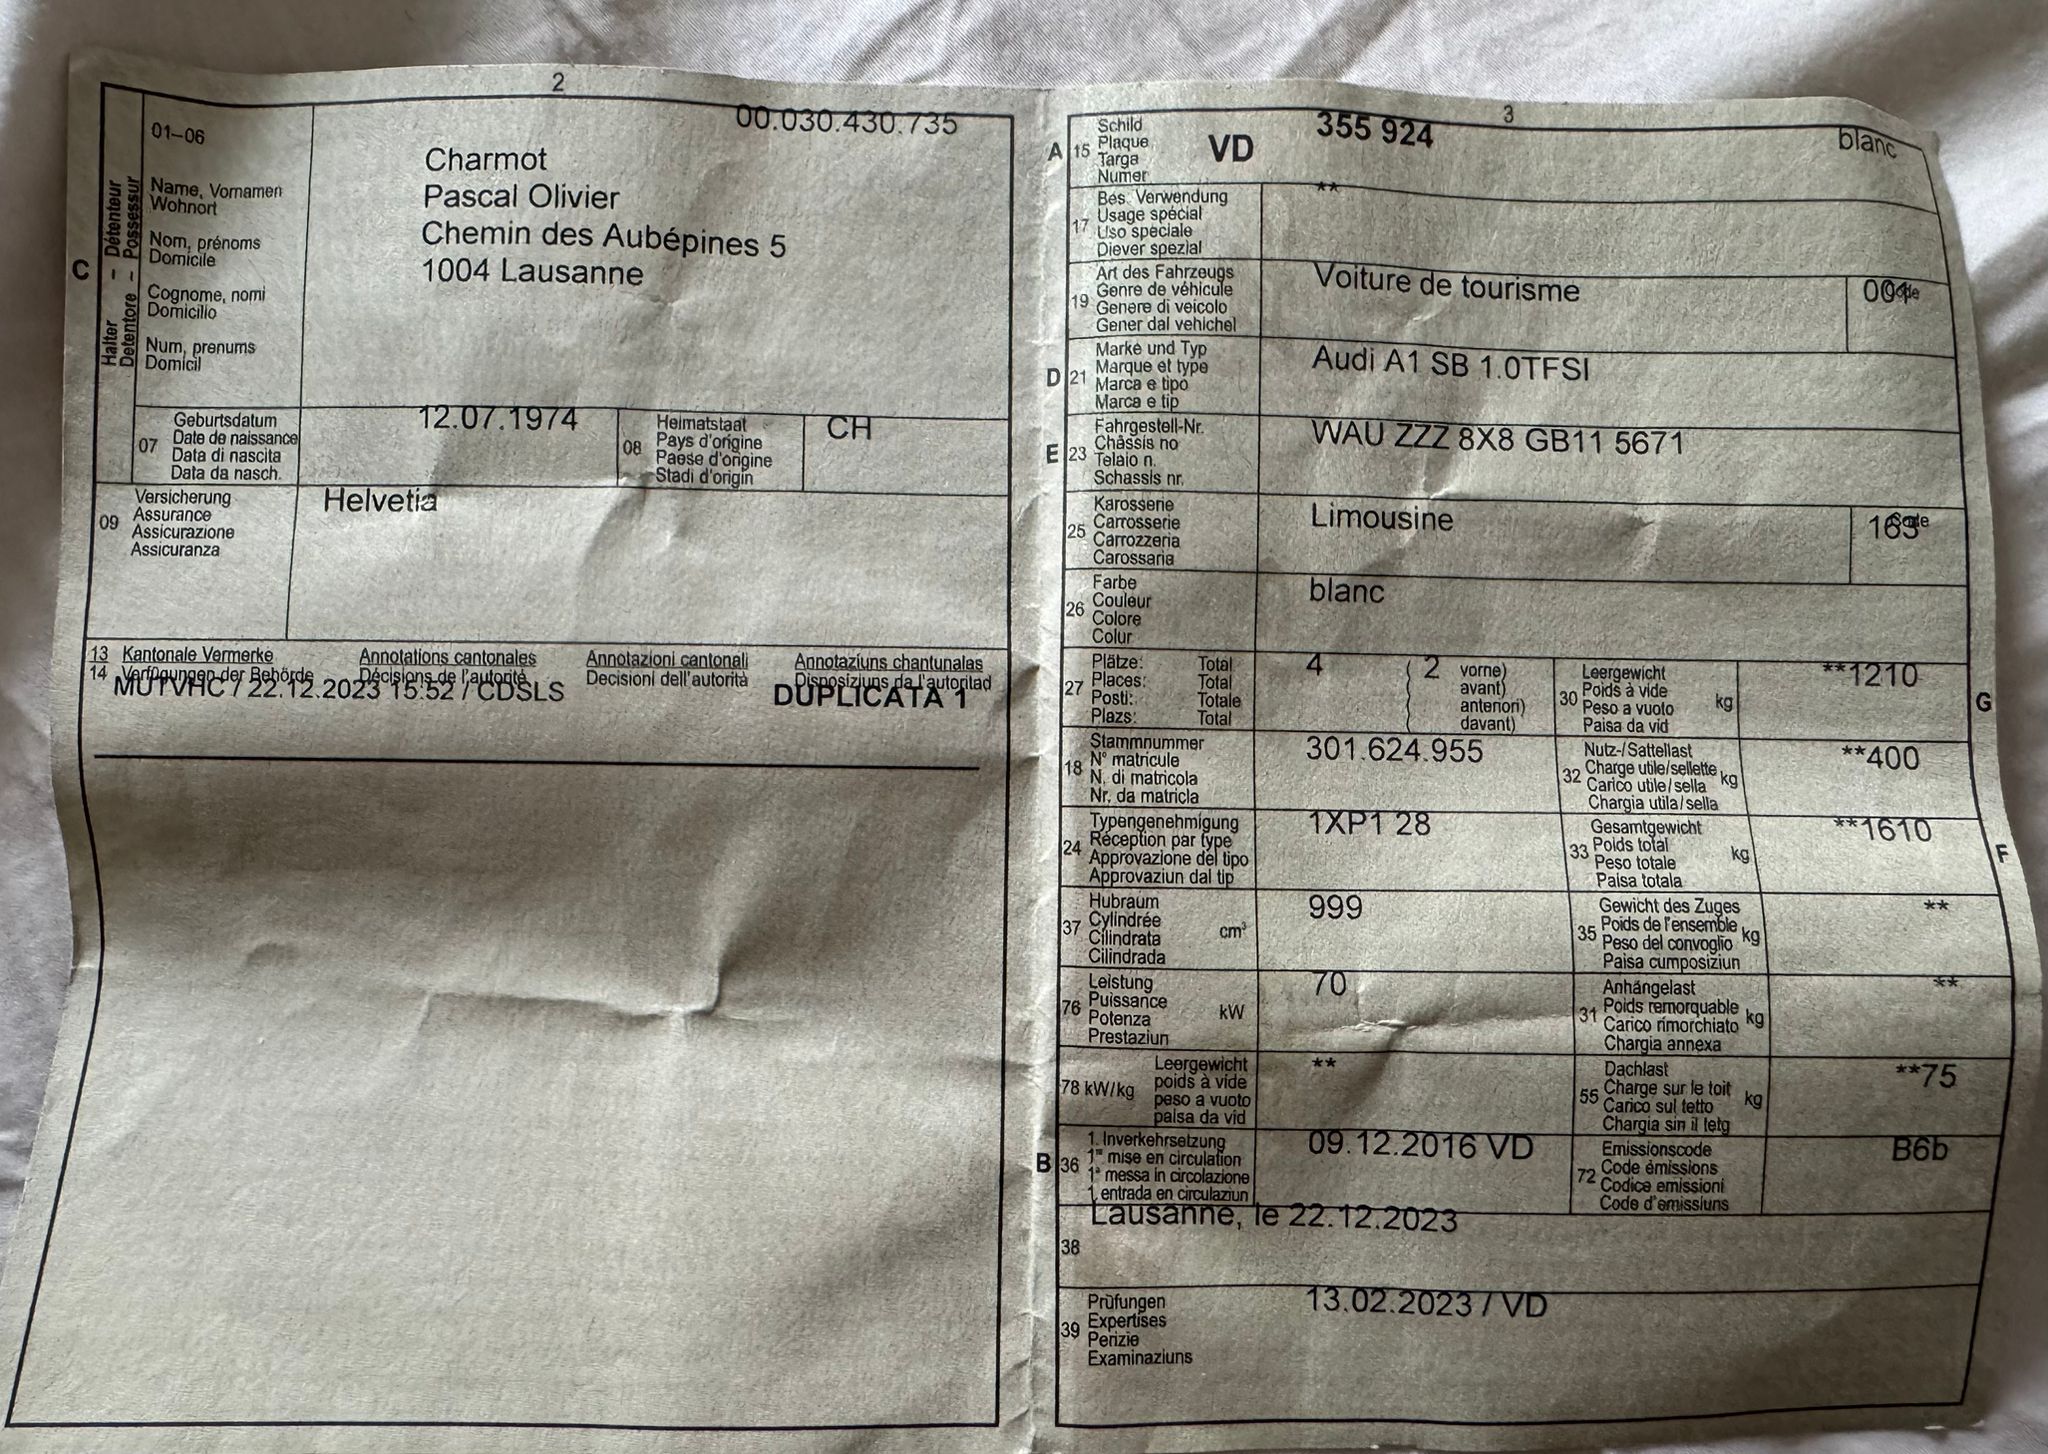 2
00.030.430.735
C
Halter - Détenteur
Detentore - Possessur
01–06
Name, Vornamen
Wohnort
Nom, prénoms
Domicile
Cognome, nomi
Domicilio
Num, prenums
Domicil
Charmot
Pascal Olivier
Chemin des Aubépines 5
1004 Lausanne
07
Geburtsdatum
Date de naissance
Data di nascita
Data da nasch.
12.07.1974
08
Heimatstaat
Pays d'origine
Paese d'origine
Stadi d'origin
CH
09
Versicherung
Assurance
Assicurazione
Assicuranza
Helvetia
13 Kantonale Vermerke Annotations cantonales Annotazioni cantonali Annotaziuns chantunalas
14 Verfügungen der Behörde Décisions de l'autorité Decisioni dell'autorità Disposiziuns da l'autoritad
MUTVHC / 22.12.2023 15:52 / CDSLS DUPLICATA 1
3
A 15
Schild
Plaque
Targa
Numer
VD 355 924 blanc
17
Bes. Verwendung
Usage spécial
Uso speciale
Diever spezial
**
19
Art des Fahrzeugs
Genre de véhicule
Genere di veicolo
Gener dal vehichel
Voiture de tourisme
Code
001
D 21
Marke und Typ
Marque et type
Marca e tipo
Marca e tip
Audi A1 SB 1.0TFSI
E 23
Fahrgestell-Nr.
Châssis no
Telaio n.
Schassis nr.
WAU ZZZ 8X8 GB11 5671
25
Karosserie
Carrosserie
Carrozzeria
Carossaria
Limousine
Code
163
26
Farbe
Couleur
Colore
Colur
blanc
27
Plätze: Total
Places: Total
Posti: Totale
Plazs: Total
4 ( 2 vorne)
( avant)
( anteriori)
( davant)
30
Leergewicht
Poids à vide
Peso a vuoto
Paisa da vid
kg
**1210
G
18
Stammnummer
N° matricule
N. di matricola
Nr. da matricla
301.624.955
32
Nutz-/Sattellast
Charge utile/sellette
Carico utile/sella
Chargia utila/sella
kg
**400
24
Typengenehmigung
Réception par type
Approvazione del tipo
Approvaziun dal tip
1XP1 28
33
Gesamtgewicht
Poids total
Peso totale
Paisa totala
kg
**1610
F
37
Hubraum
Cylindrée
Cilindrata
Cilindrada
cm³
999
35
Gewicht des Zuges
Poids de l'ensemble
Peso del convoglio
Paisa cumposiziun
kg
**
76
Leistung
Puissance
Potenza
Prestaziun
kW
70
31
Anhängelast
Poids remorquable
Carico rimorchiato
Chargia annexa
kg
**
78 kW/kg
Leergewicht
poids à vide
peso a vuoto
paisa da vid
**
55
Dachlast
Charge sur le toit
Carico sul tetto
Chargia sin il tetg
kg
**75
B 36
1. Inverkehrsetzung
1re mise en circulation
1a messa in circolazione
1. entrada en circulaziun
09.12.2016 VD
72
Emissionscode
Code émissions
Codice emissioni
Code d'emissiuns
B6b
38
Lausanne, le 22.12.2023
39
Prüfungen
Expertises
Perizie
Examinaziuns
13.02.2023 / VD